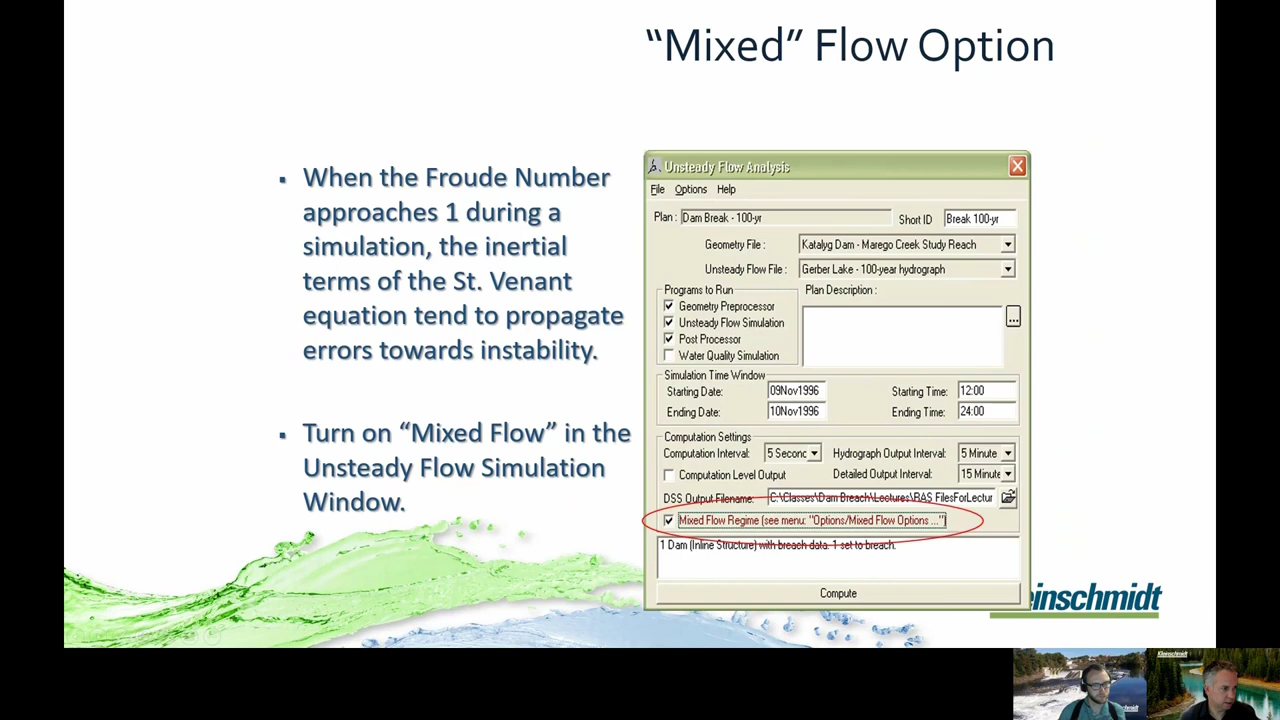 “Mixed” Flow Option
▪ When the Froude Number
approaches 1 during a
simulation, the inertial
terms of the St. Venant
equation tend to propagate
errors towards instability.
▪ Turn on “Mixed Flow” in the
Unsteady Flow Simulation
Window.
Unsteady Flow Analysis
File Options Help
Plan : Dam Break - 100-yr Short ID Break 100-yr
Geometry File : Katalyg Dam - Marego Creek Study Reach
Unsteady Flow File : Gerber Lake - 100-year hydrograph
Programs to Run Plan Description :
Geometry Preprocessor
Unsteady Flow Simulation
...
Post Processor
Water Quality Simulation
Simulation Time Window
Starting Date: 09Nov1996 Starting Time: 12:00
Ending Date: 10Nov1996 Ending Time: 24:00
Computation Settings
Computation Interval: 5 Second Hydrograph Output Interval: 5 Minute
Computation Level Output Detailed Output Interval: 15 Minute
DSS Output Filename: C:\Classes\Dam Breach\Lectures\RAS FilesForLectur
Mixed Flow Regime (see menu: "Options/Mixed Flow Options ...")
1 Dam (Inline Structure) with breach data. 1 set to breach.
Compute
einschmidt
Kleinschmidt
schmidt